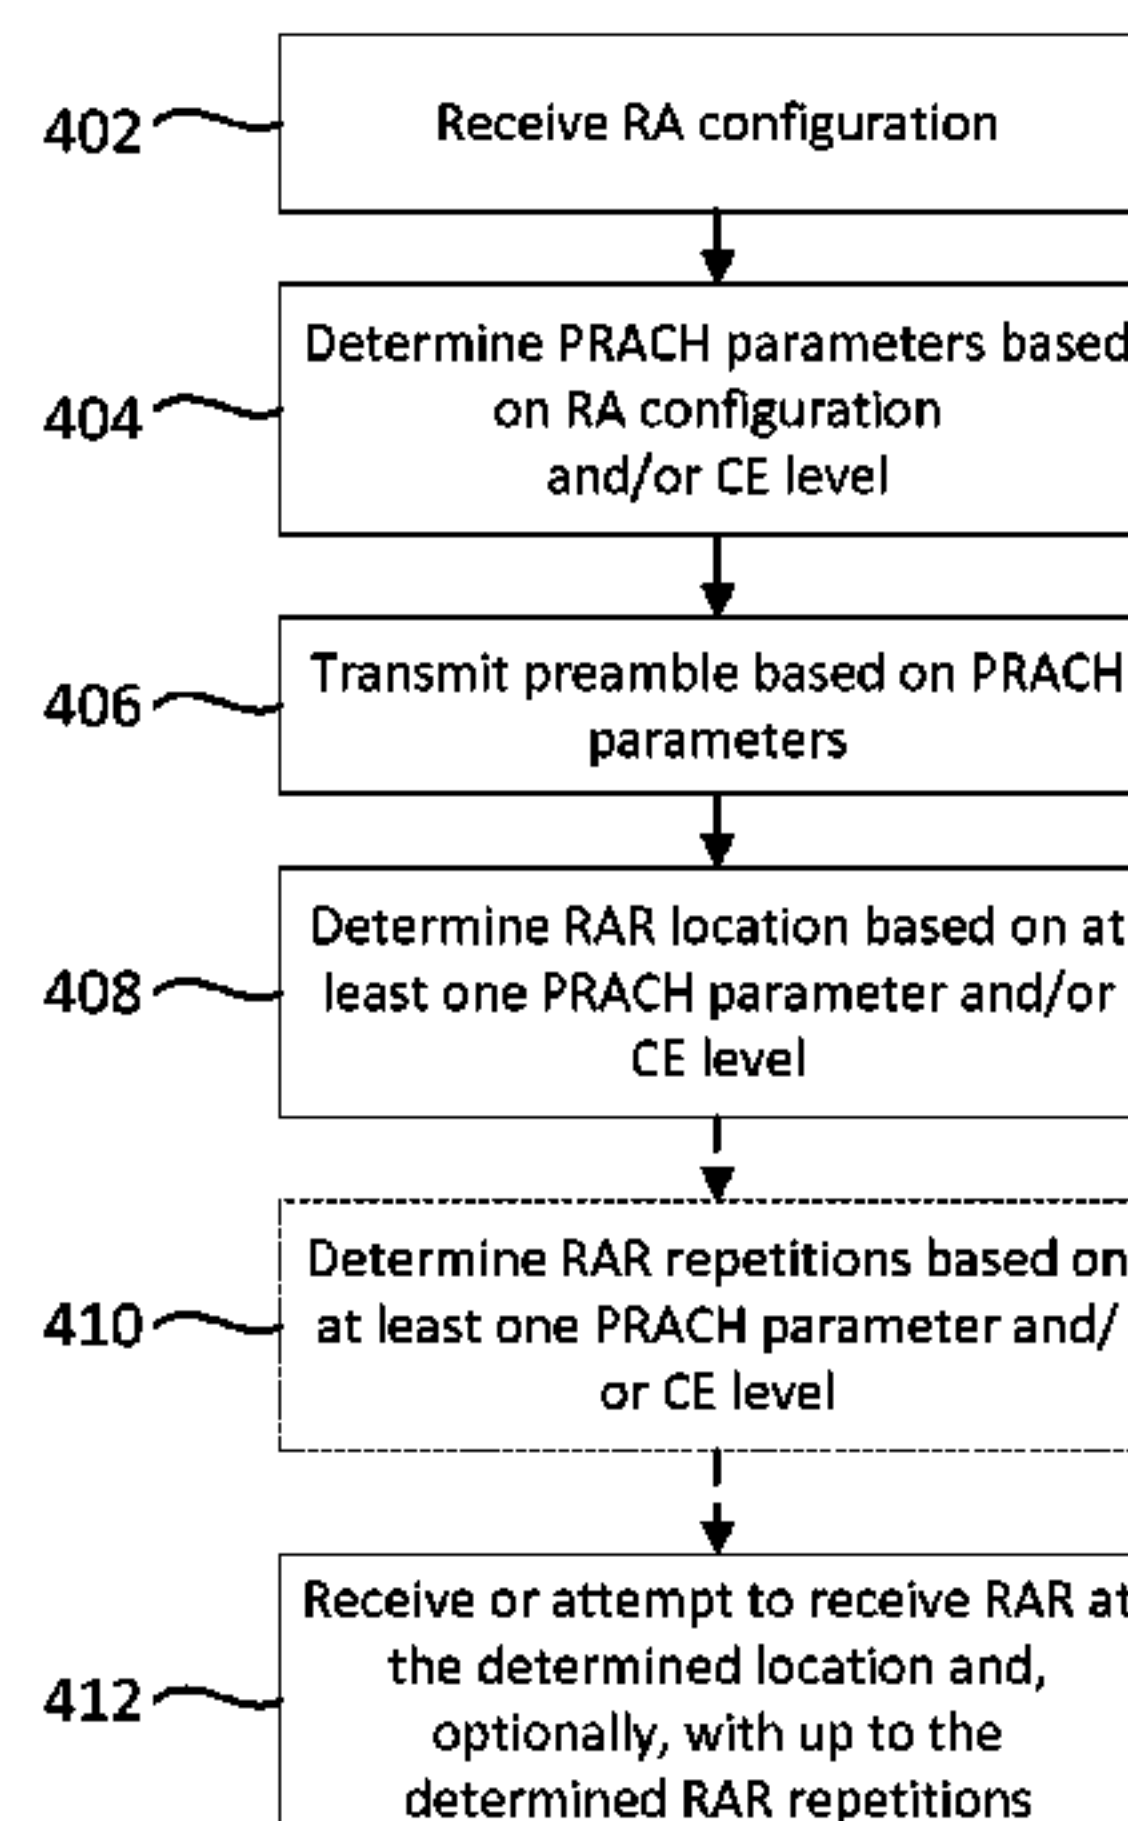 402
Receive RA configuration
404
Determine PRACH parameters based
on RA configuration
and/or CE level
406
Transmit preamble based on PRACH
parameters
408
Determine RAR location based on at
least one PRACH parameter and/or
CE level
410
Determine RAR repetitions based on
at least one PRACH parameter and/
or CE level
412
Receive or attempt to receive RAR at
the determined location and,
optionally, with up to the
determined RAR repetitions